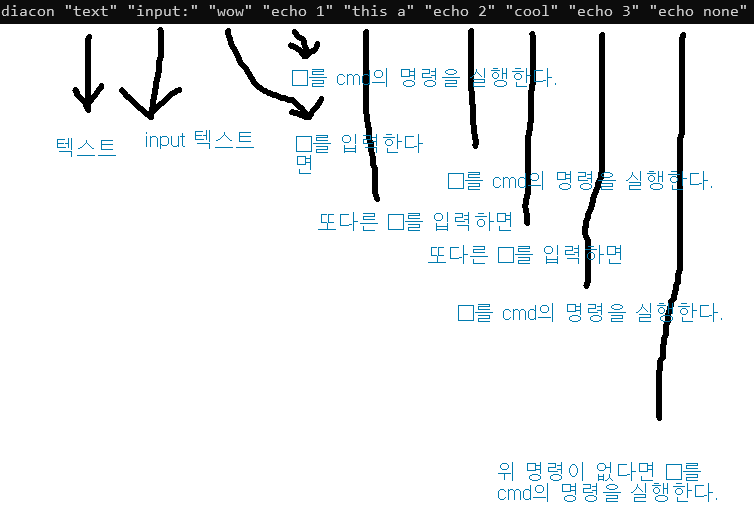 diacon "text" "input:" "wow" "echo 1" "this a" "echo 2" "cool" "echo 3" "echo none"
□를 cmd의 명령을 실행한다.
텍스트
input 텍스트
□를 입력한다
면
□를 cmd의 명령을 실행한다.
또다른 □를 입력하면
또다른 □를 입력하면
□를 cmd의 명령을 실행한다.
위 명령이 없다면 □를
cmd의 명령을 실행한다.